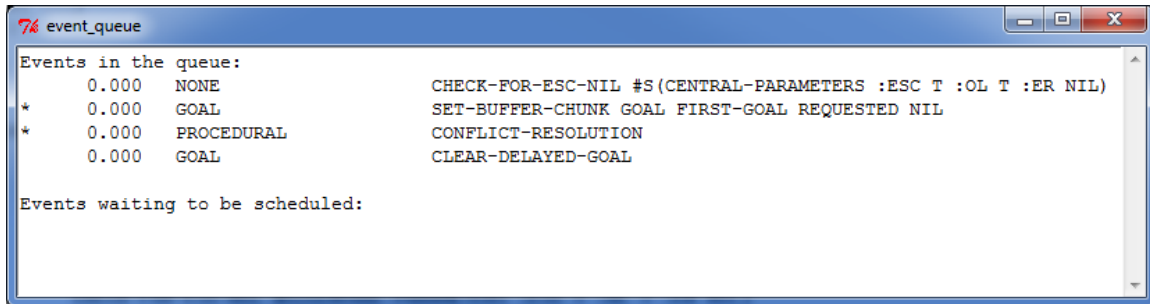 event_queue
Events in the queue:
0.000 NONE CHECK-FOR-ESC-NIL #S(CENTRAL-PARAMETERS :ESC T :OL T :ER NIL)
* 0.000 GOAL SET-BUFFER-CHUNK GOAL FIRST-GOAL REQUESTED NIL
* 0.000 PROCEDURAL CONFLICT-RESOLUTION
0.000 GOAL CLEAR-DELAYED-GOAL
Events waiting to be scheduled: